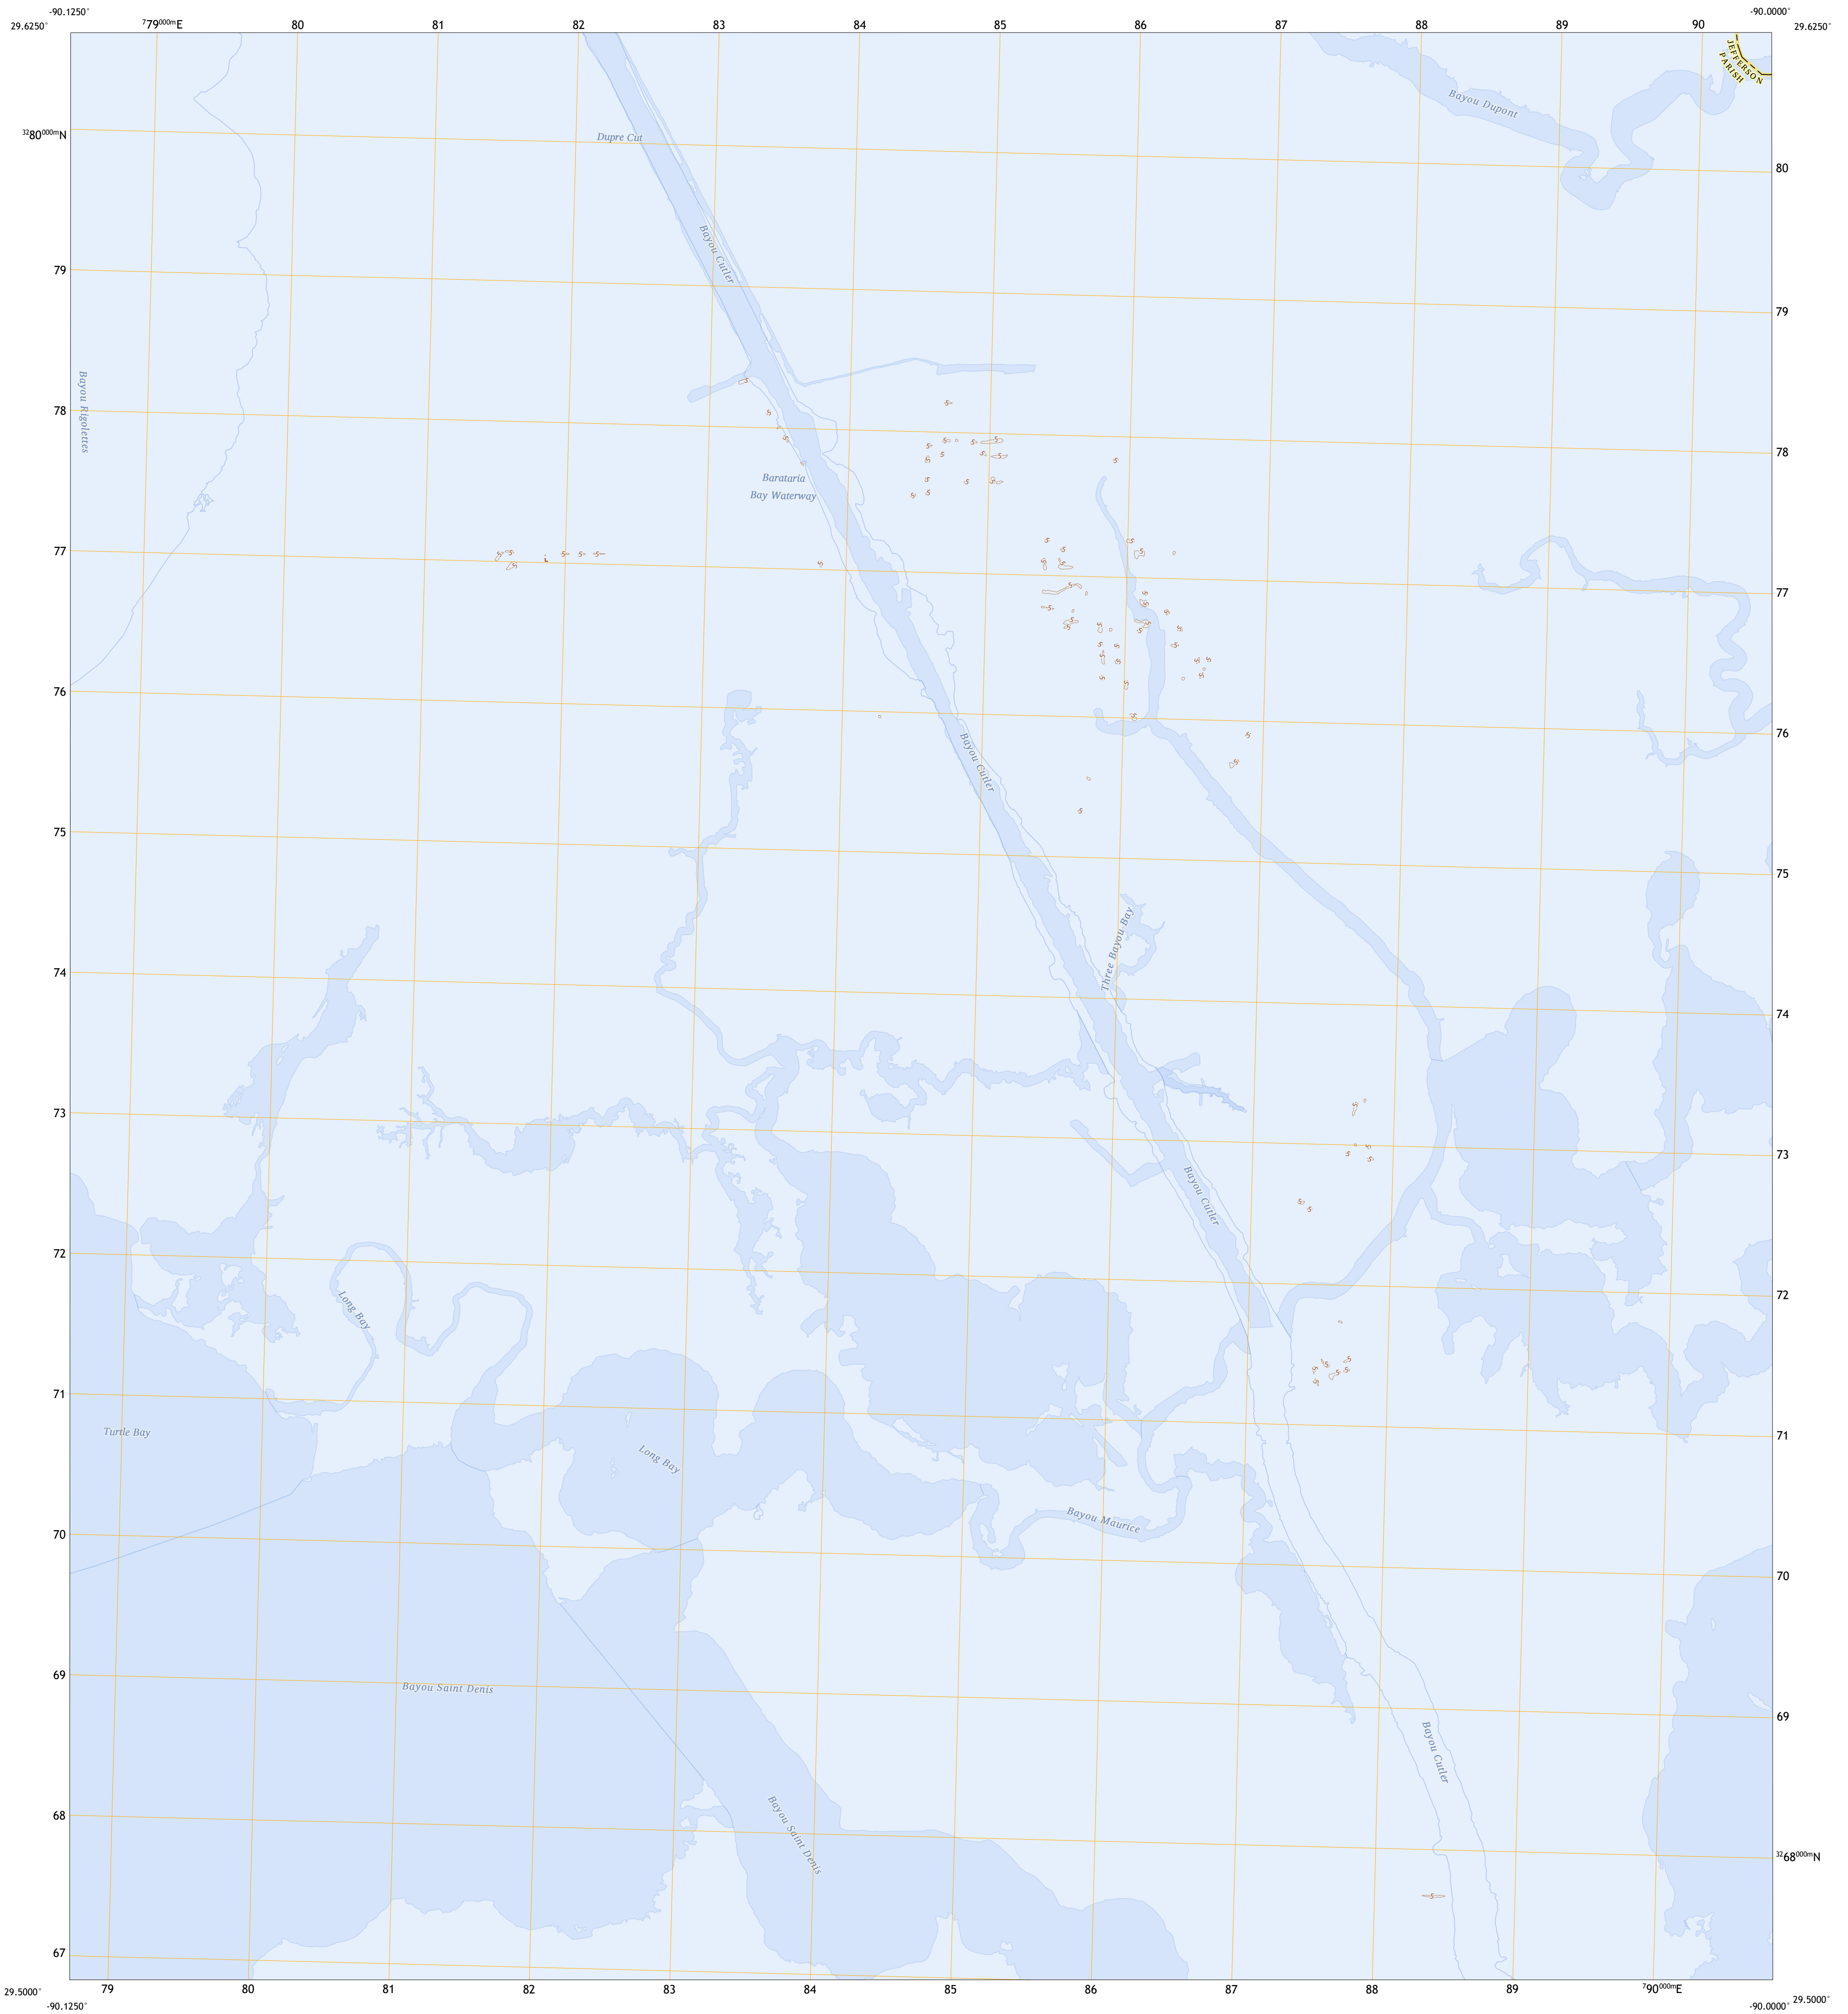 -90.1250°
-90.0000°
29.6250°
⁷79⁰⁰⁰ᵐE
80
81
82
83
84
85
86
87
88
89
90
29.6250°
JEFFERSON
PARISH
Bayou Dupont
³²80⁰⁰⁰ᵐN
Dupre Cut
80
Bayou Cutler
79
79
Bayou Rigolettes
78
78
Barataria
Bay Waterway
77
77
76
76
Bayou Cutler
75
75
Three Bayou Bay
74
74
73
73
Bayou Cutler
72
72
Long Bay
71
71
Turtle Bay
Long Bay
Bayou Maurice
70
70
69
69
Bayou Saint Denis
Bayou Cutler
68
Bayou Saint Denis
³²68⁰⁰⁰ᵐN
67
29.5000°
79
80
81
82
83
84
85
86
87
88
89
⁷90⁰⁰⁰ᵐE
29.5000°
-90.1250°
-90.0000°